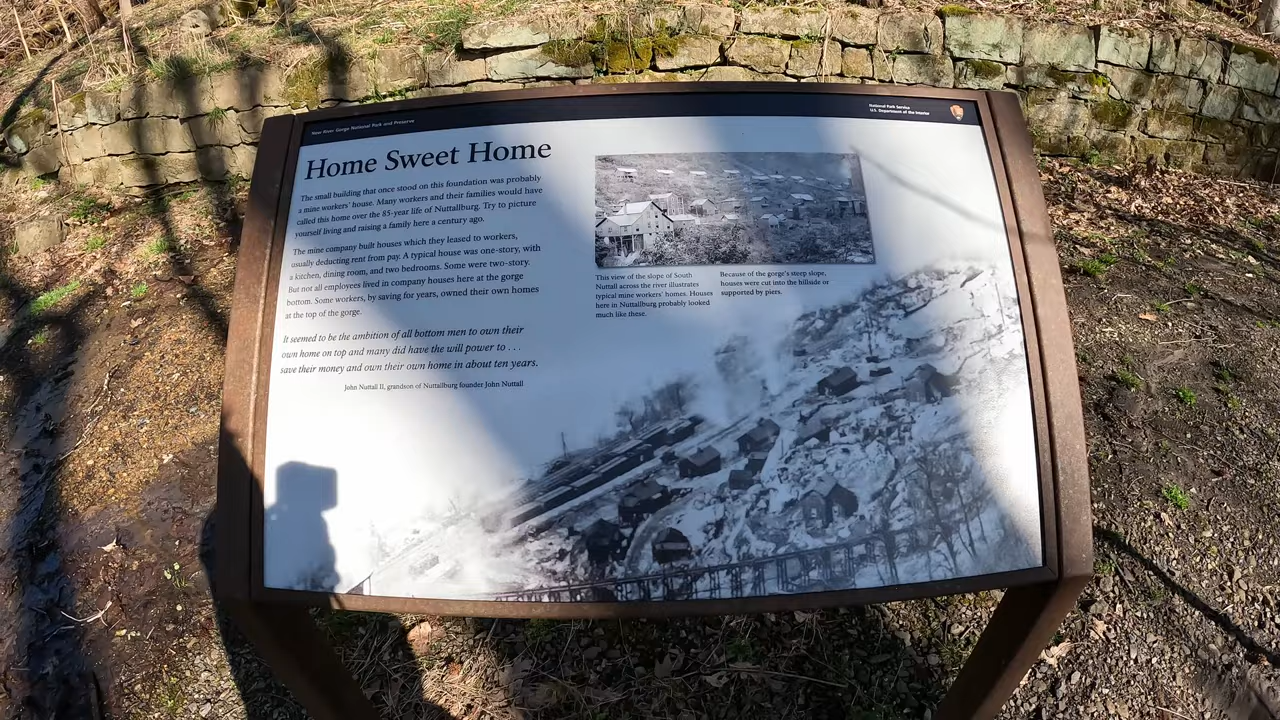 New River Gorge National Park and Preserve
National Park Service
U.S. Department of the Interior
Home Sweet Home
The small building that once stood on this foundation was probably
a mine workers' house. Many workers and their families would have
called this home over the 85-year life of Nuttallburg. Try to picture
yourself living and raising a family here a century ago.
The mine company built houses which they leased to workers,
usually deducting rent from pay. A typical house was one-story, with
a kitchen, dining room, and two bedrooms. Some were two-story.
But not all employees lived in company houses here at the gorge
bottom. Some workers, by saving for years, owned their own homes
at the top of the gorge.
It seemed to be the ambition of all bottom men to own their
own home on top and many did have the will power to . . .
save their money and own their own home in about ten years.
John Nuttall II, grandson of Nuttallburg founder John Nuttall
This view of the slope of South
Nuttall across the river illustrates
typical mine workers' homes. Houses
here in Nuttallburg probably looked
much like these.
Because of the gorge's steep slope,
houses were cut into the hillside or
supported by piers.